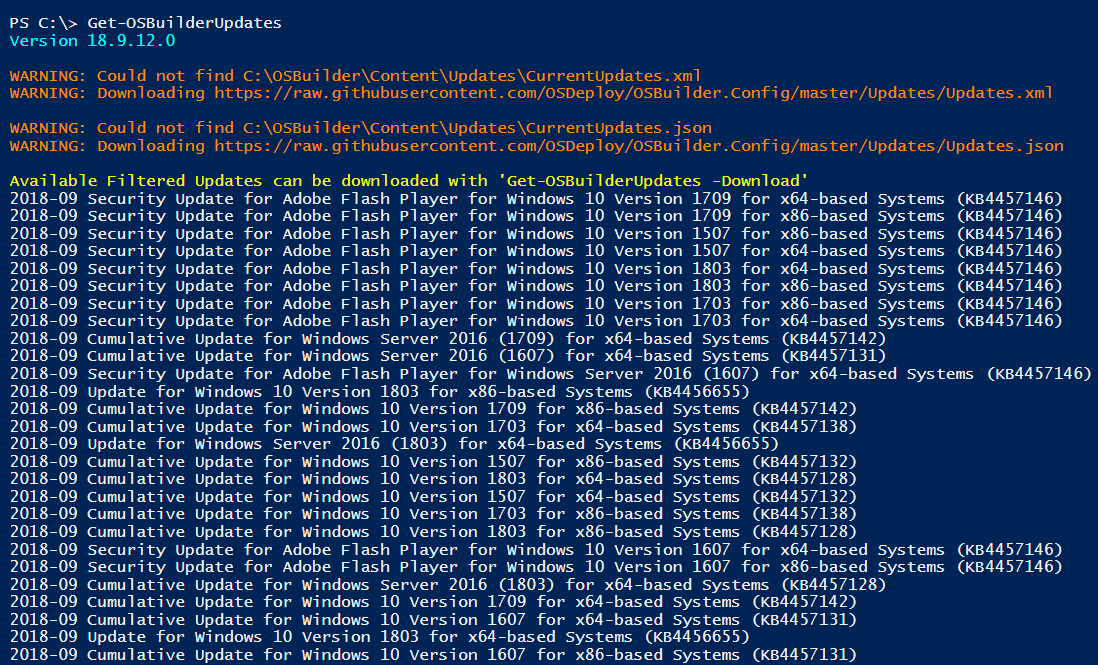 PS C:\> Get-OSBuilderUpdates
Version 18.9.12.0
WARNING: Could not find C:\OSBuilder\Content\Updates\CurrentUpdates.xml
WARNING: Downloading https://raw.githubusercontent.com/OSDeploy/OSBuilder.Config/master/Updates/Updates.xml
WARNING: Could not find C:\OSBuilder\Content\Updates\CurrentUpdates.json
WARNING: Downloading https://raw.githubusercontent.com/OSDeploy/OSBuilder.Config/master/Updates/Updates.json
Available Filtered Updates can be downloaded with 'Get-OSBuilderUpdates -Download'
2018-09 Security Update for Adobe Flash Player for Windows 10 Version 1709 for x64-based Systems (KB4457146)
2018-09 Security Update for Adobe Flash Player for Windows 10 Version 1709 for x86-based Systems (KB4457146)
2018-09 Security Update for Adobe Flash Player for Windows 10 Version 1507 for x86-based Systems (KB4457146)
2018-09 Security Update for Adobe Flash Player for Windows 10 Version 1507 for x64-based Systems (KB4457146)
2018-09 Security Update for Adobe Flash Player for Windows 10 Version 1803 for x64-based Systems (KB4457146)
2018-09 Security Update for Adobe Flash Player for Windows 10 Version 1803 for x86-based Systems (KB4457146)
2018-09 Security Update for Adobe Flash Player for Windows 10 Version 1703 for x86-based Systems (KB4457146)
2018-09 Security Update for Adobe Flash Player for Windows 10 Version 1703 for x64-based Systems (KB4457146)
2018-09 Cumulative Update for Windows Server 2016 (1709) for x64-based Systems (KB4457142)
2018-09 Cumulative Update for Windows Server 2016 (1607) for x64-based Systems (KB4457131)
2018-09 Security Update for Adobe Flash Player for Windows Server 2016 (1607) for x64-based Systems (KB4457146)
2018-09 Update for Windows 10 Version 1803 for x86-based Systems (KB4456655)
2018-09 Cumulative Update for Windows 10 Version 1709 for x86-based Systems (KB4457142)
2018-09 Cumulative Update for Windows 10 Version 1703 for x64-based Systems (KB4457138)
2018-09 Update for Windows Server 2016 (1803) for x64-based Systems (KB4456655)
2018-09 Cumulative Update for Windows 10 Version 1507 for x86-based Systems (KB4457132)
2018-09 Cumulative Update for Windows 10 Version 1803 for x64-based Systems (KB4457128)
2018-09 Cumulative Update for Windows 10 Version 1507 for x64-based Systems (KB4457132)
2018-09 Cumulative Update for Windows 10 Version 1703 for x86-based Systems (KB4457138)
2018-09 Cumulative Update for Windows 10 Version 1803 for x86-based Systems (KB4457128)
2018-09 Security Update for Adobe Flash Player for Windows 10 Version 1607 for x64-based Systems (KB4457146)
2018-09 Security Update for Adobe Flash Player for Windows 10 Version 1607 for x86-based Systems (KB4457146)
2018-09 Cumulative Update for Windows Server 2016 (1803) for x64-based Systems (KB4457128)
2018-09 Cumulative Update for Windows 10 Version 1709 for x64-based Systems (KB4457142)
2018-09 Cumulative Update for Windows 10 Version 1607 for x64-based Systems (KB4457131)
2018-09 Update for Windows 10 Version 1803 for x64-based Systems (KB4456655)
2018-09 Cumulative Update for Windows 10 Version 1607 for x86-based Systems (KB4457131)